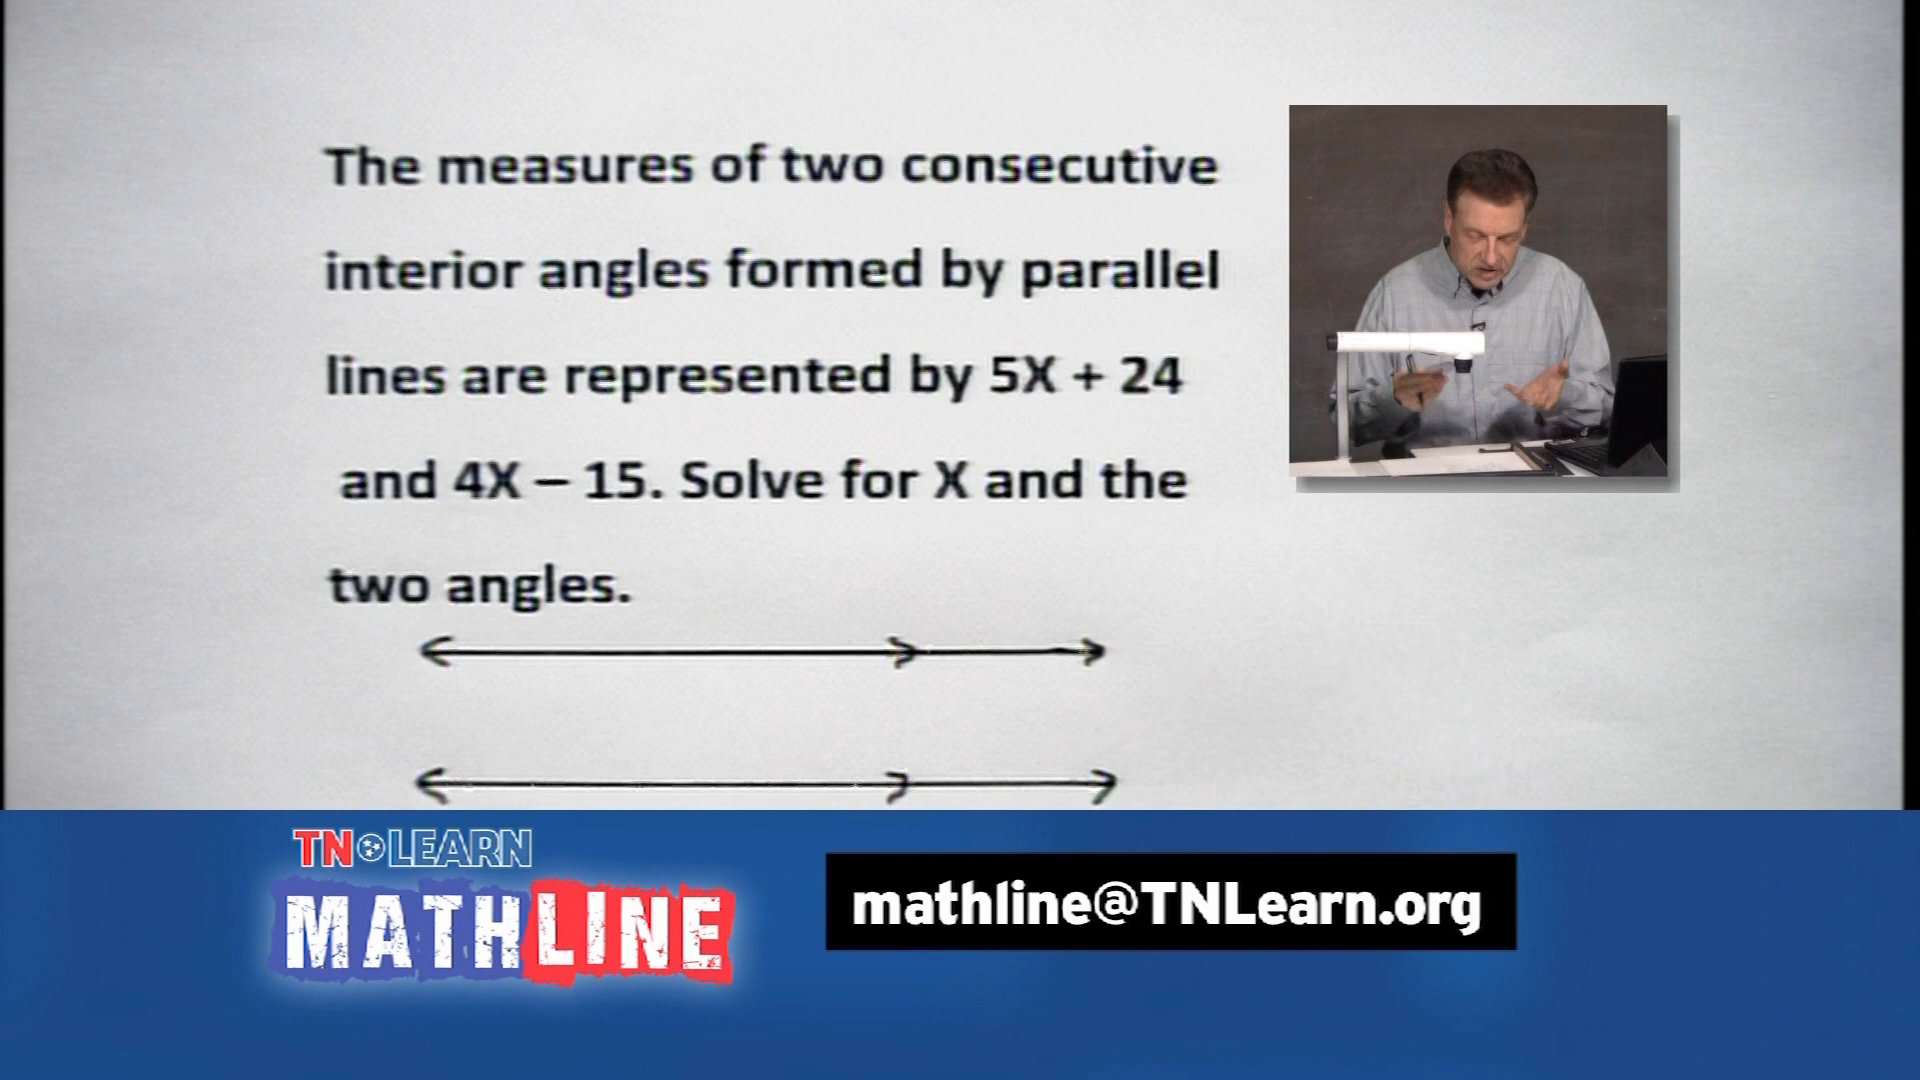 The measures of two consecutive
interior angles formed by parallel
lines are represented by 5X + 24
and 4X – 15. Solve for X and the
two angles.
TN LEARN
MATHLINE
mathline@TNLearn.org